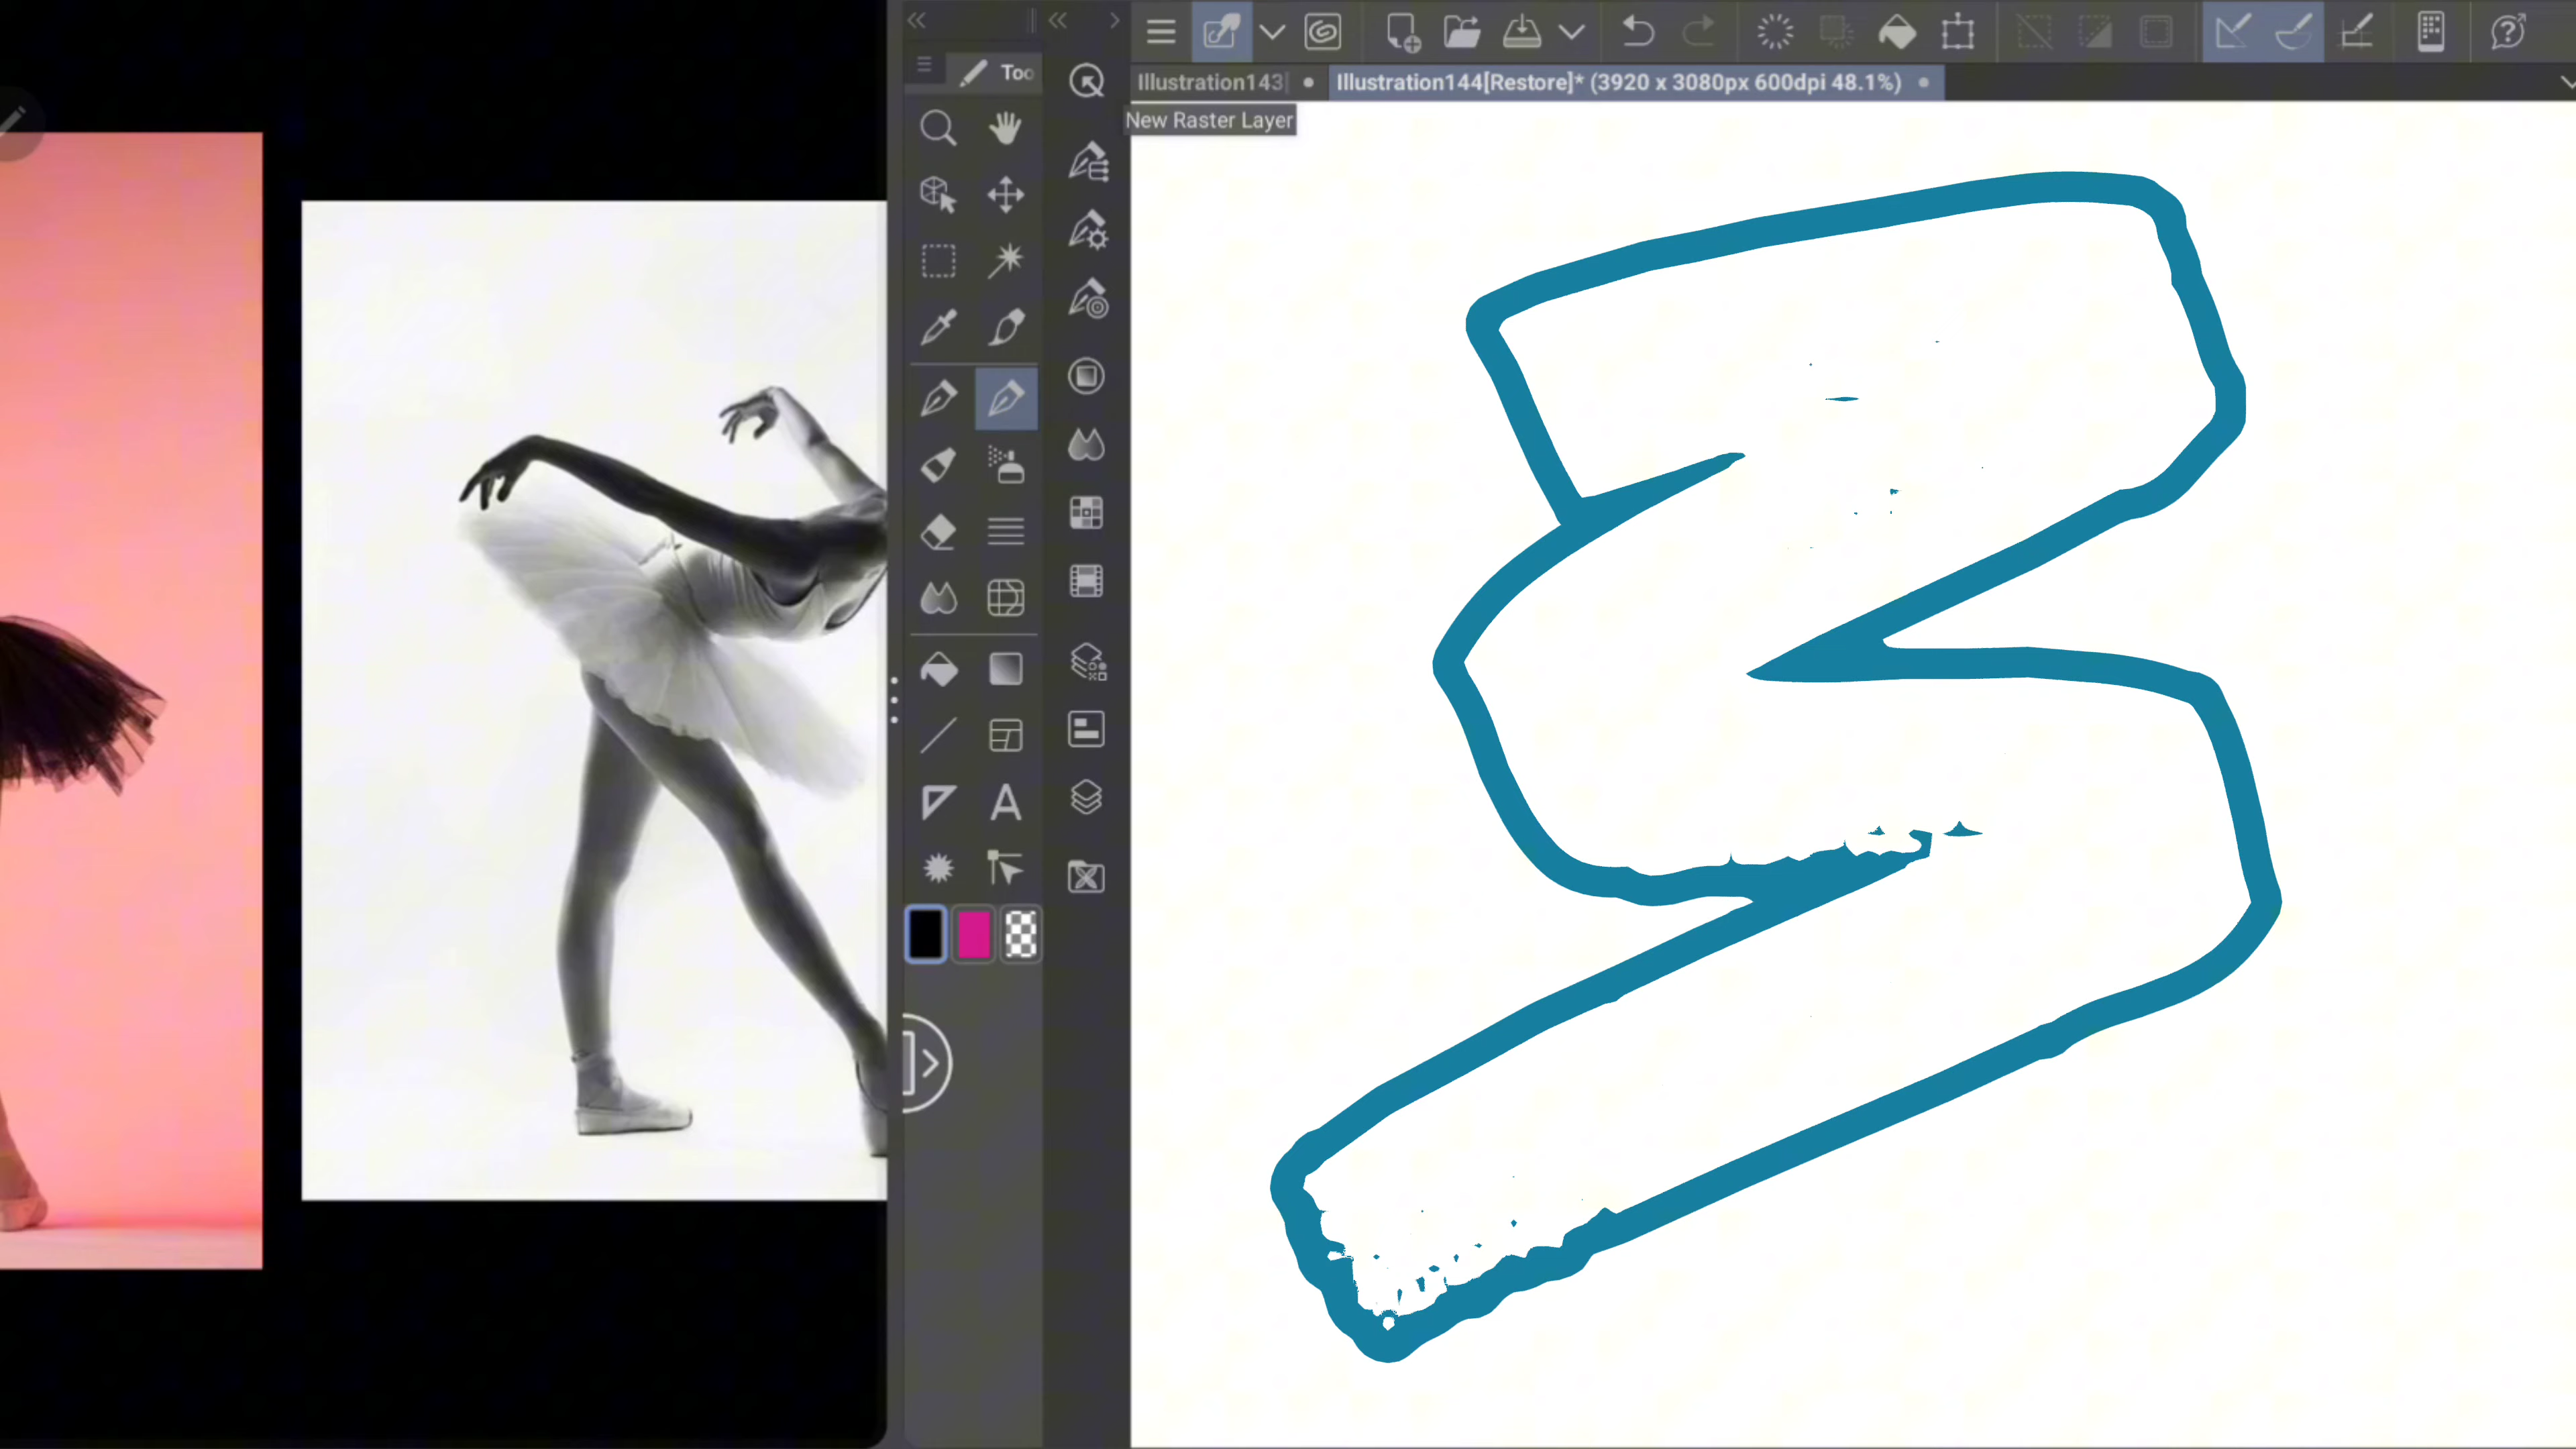 Too
Illustration143
Illustration144[Restore]* (3920 x 3080px 600dpi 48.1%)
New Raster Layer
A